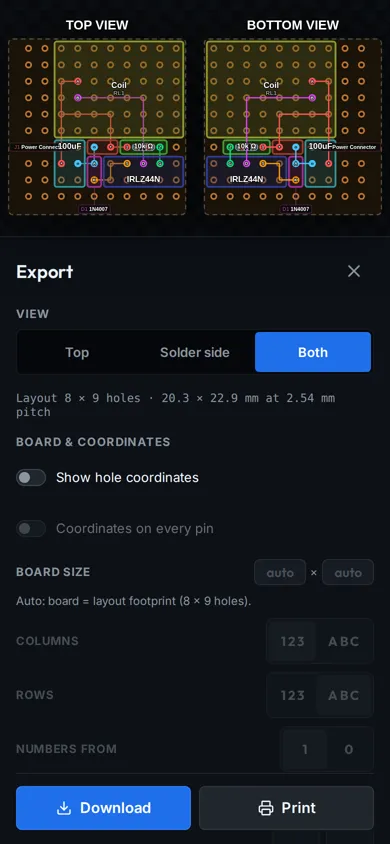 TOP VIEW
BOTTOM VIEW
Coil
RL1
J1 Power Connector
100uF
10k Ω
IRLZ44N
D1 1N4007
Coil
RL1
10k Ω
100uF
Power Connector
IRLZ44N
D1 1N4007
Export
VIEW
Top
Solder side
Both
Layout 8 × 9 holes · 20.3 × 22.9 mm at 2.54 mm
pitch
BOARD & COORDINATES
Show hole coordinates
Coordinates on every pin
BOARD SIZE
auto × auto
Auto: board = layout footprint (8 × 9 holes).
COLUMNS
123 ABC
ROWS
123 ABC
NUMBERS FROM
1 0
Download
Print